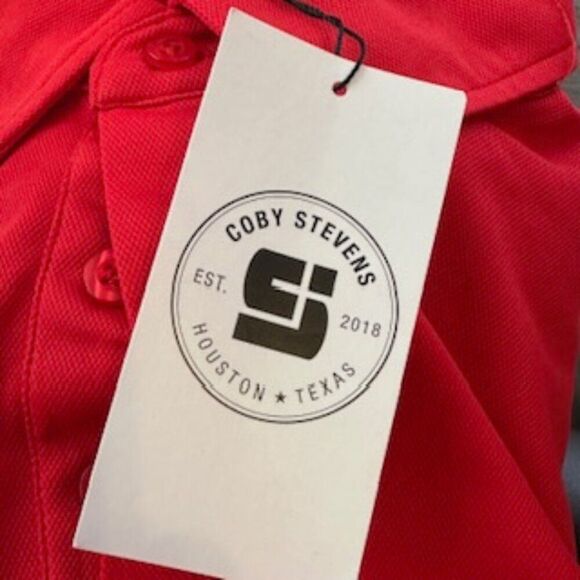 COBY STEVENS
EST. 2018
HOUSTON ★ TEXAS